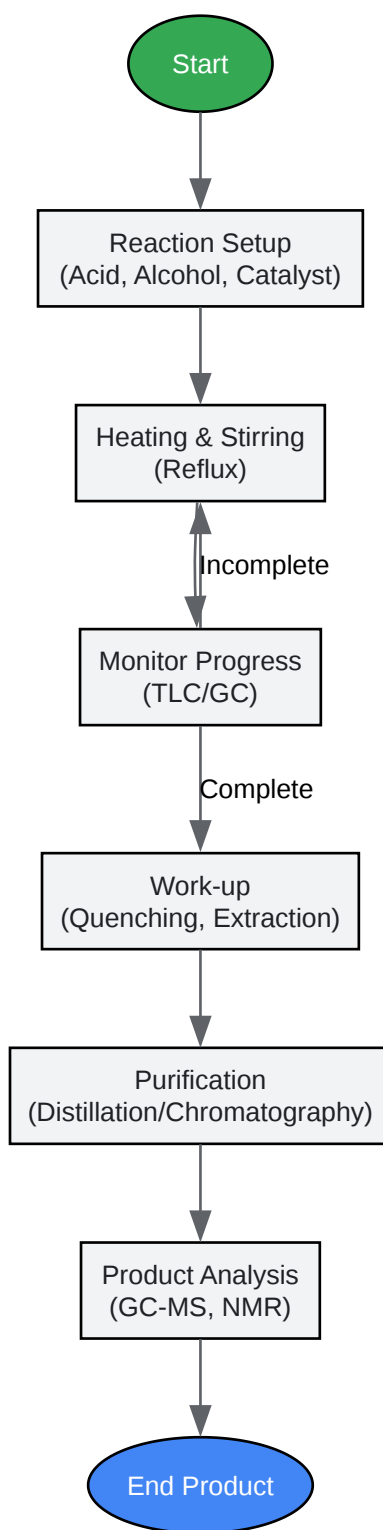 Start
Reaction Setup
(Acid, Alcohol, Catalyst)
Heating & Stirring
(Reflux)
Incomplete
Monitor Progress
(TLC/GC)
Complete
Work-up
(Quenching, Extraction)
Purification
(Distillation/Chromatography)
Product Analysis
(GC-MS, NMR)
End Product